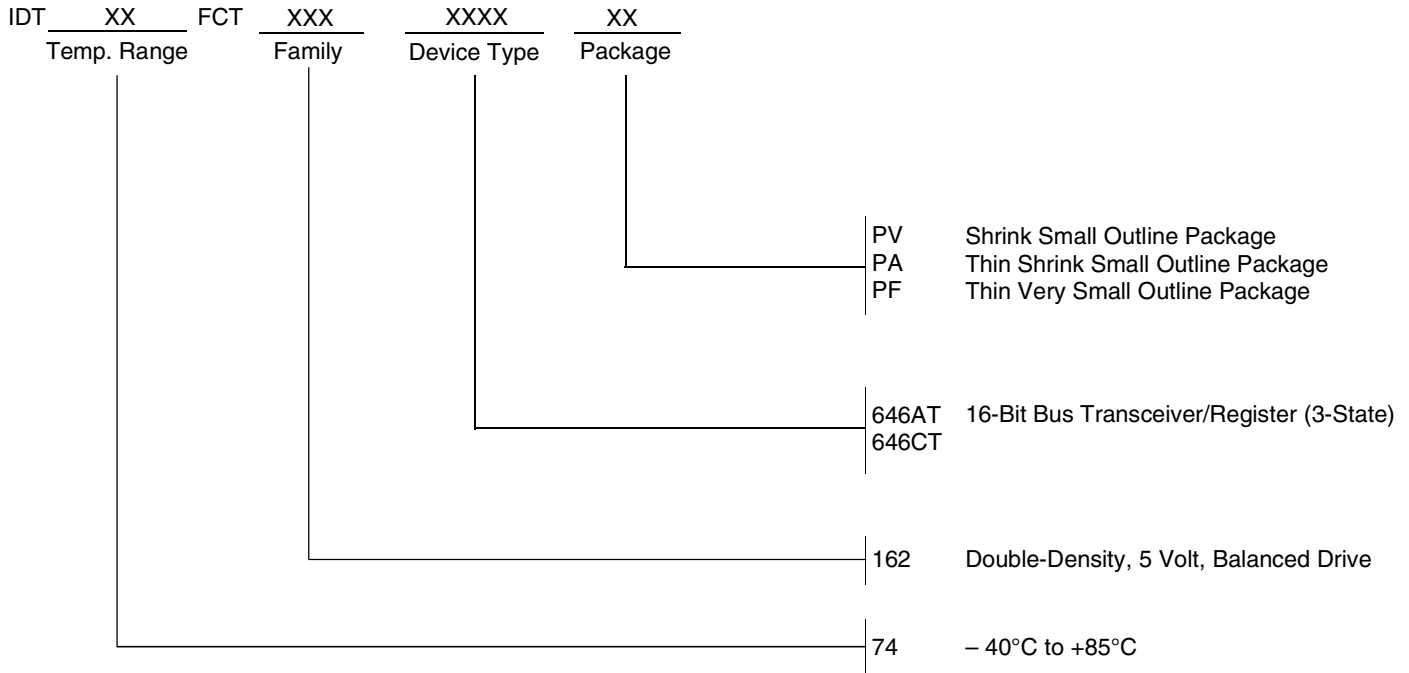 IDT XX FCT XXX XXXX XX
Temp. Range Family Device Type Package
PV Shrink Small Outline Package
PA Thin Shrink Small Outline Package
PF Thin Very Small Outline Package
646AT 16-Bit Bus Transceiver/Register (3-State)
646CT
162 Double-Density, 5 Volt, Balanced Drive
74 – 40°C to +85°C